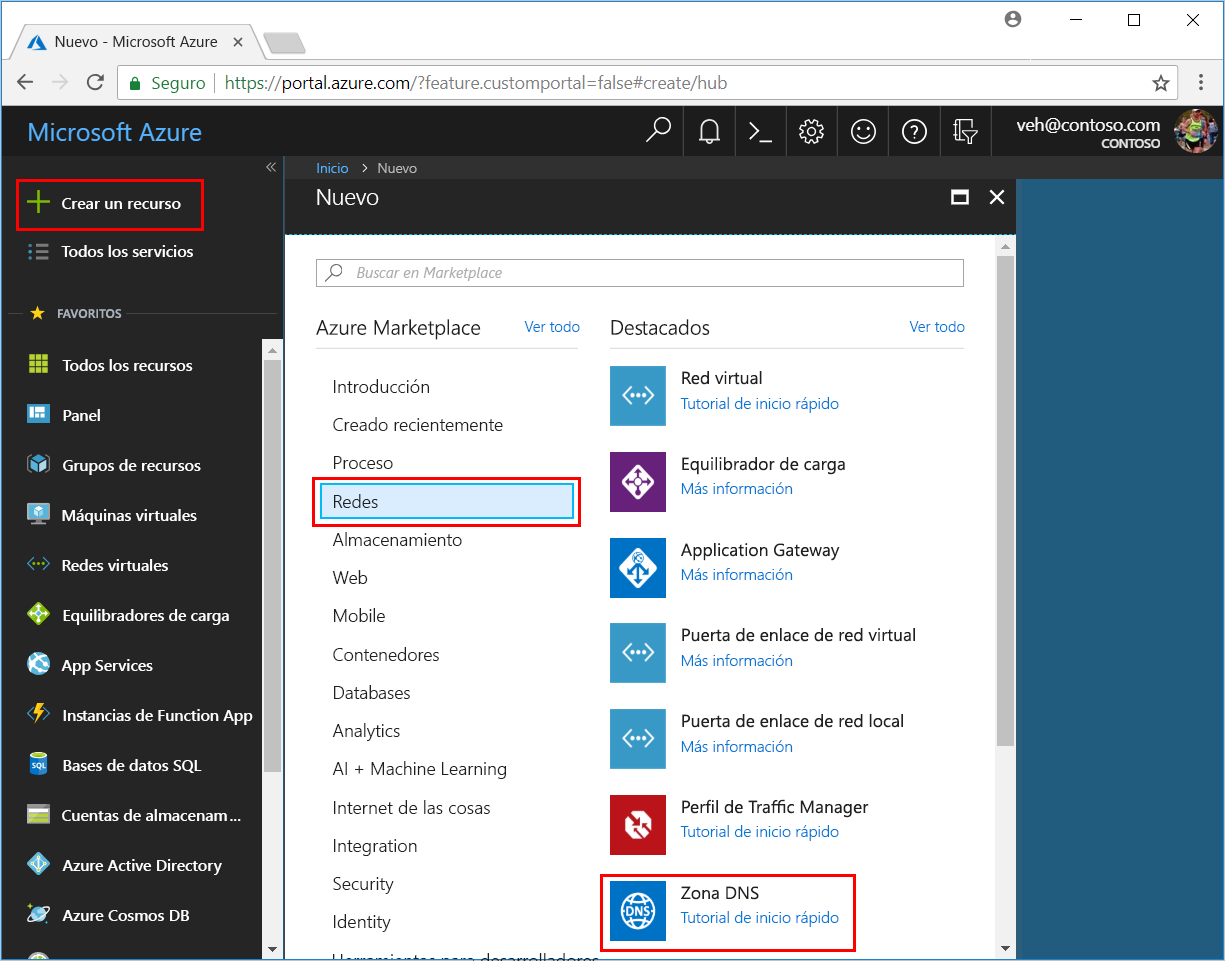 Nuevo - Microsoft Azure
Seguro
https://portal.azure.com/?feature.customportal=false#create/hub
Microsoft Azure
veh@contoso.com
CONTOSO
Crear un recurso
Todos los servicios
FAVORITOS
Todos los recursos
Panel
Grupos de recursos
Máquinas virtuales
Redes virtuales
Equilibradores de carga
App Services
Instancias de Function App
SQL
Bases de datos SQL
Cuentas de almacenam...
Azure Active Directory
Azure Cosmos DB
Inicio > Nuevo
Nuevo
Buscar en Marketplace
Azure Marketplace
Ver todo
Introducción
Creado recientemente
Proceso
Redes
Almacenamiento
Web
Mobile
Contenedores
Databases
Analytics
AI + Machine Learning
Internet de las cosas
Integration
Security
Identity
Herramientas para desarrolladores
Destacados
Ver todo
Red virtual
Tutorial de inicio rápido
Equilibrador de carga
Más información
Application Gateway
Más información
Puerta de enlace de red virtual
Más información
Puerta de enlace de red local
Más información
Perfil de Traffic Manager
Tutorial de inicio rápido
DNS
Zona DNS
Tutorial de inicio rápido